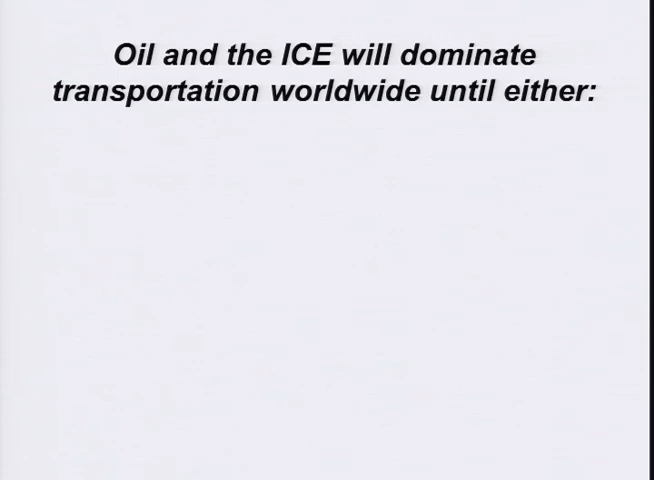 Oil and the ICE will dominate
transportation worldwide until either: